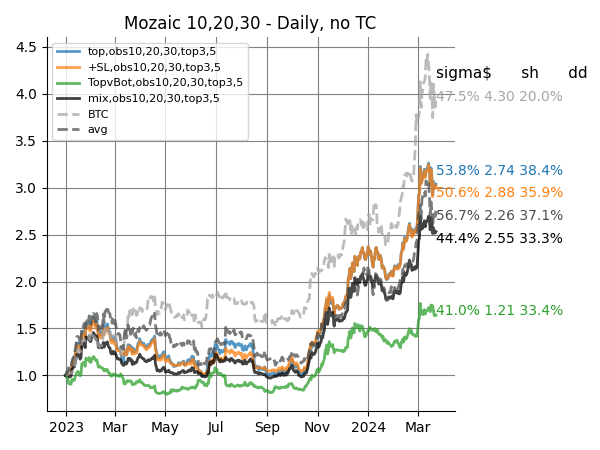 Mozaic 10,20,30 - Daily, no TC
4.5
4.0
3.5
3.0
2.5
2.0
1.5
1.0
top,obs10,20,30,top3,5
+SL,obs10,20,30,top3,5
TopvBot,obs10,20,30,top3,5
mix,obs10,20,30,top3,5
BTC
avg
sigma$ sh dd
47.5% 4.30 20.0%
53.8% 2.74 38.4%
50.6% 2.88 35.9%
56.7% 2.26 37.1%
44.4% 2.55 33.3%
41.0% 1.21 33.4%
2023 Mar May Jul Sep Nov 2024 Mar